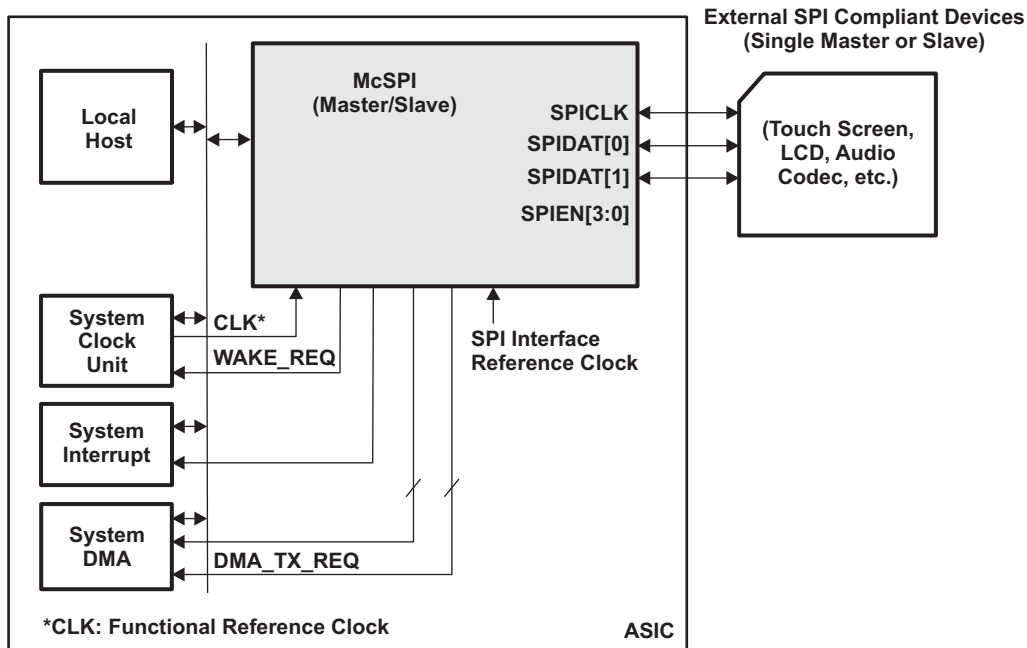 External SPI Compliant Devices
(Single Master or Slave)
McSPI
(Master/Slave)
Local
Host
SPICLK
SPIDAT[0]
SPIDAT[1]
SPIEN[3:0]
(Touch Screen,
LCD, Audio
Codec, etc.)
System
Clock
Unit
CLK*
WAKE_REQ
SPI Interface
Reference Clock
System
Interrupt
System
DMA
DMA_TX_REQ
*CLK: Functional Reference Clock
ASIC